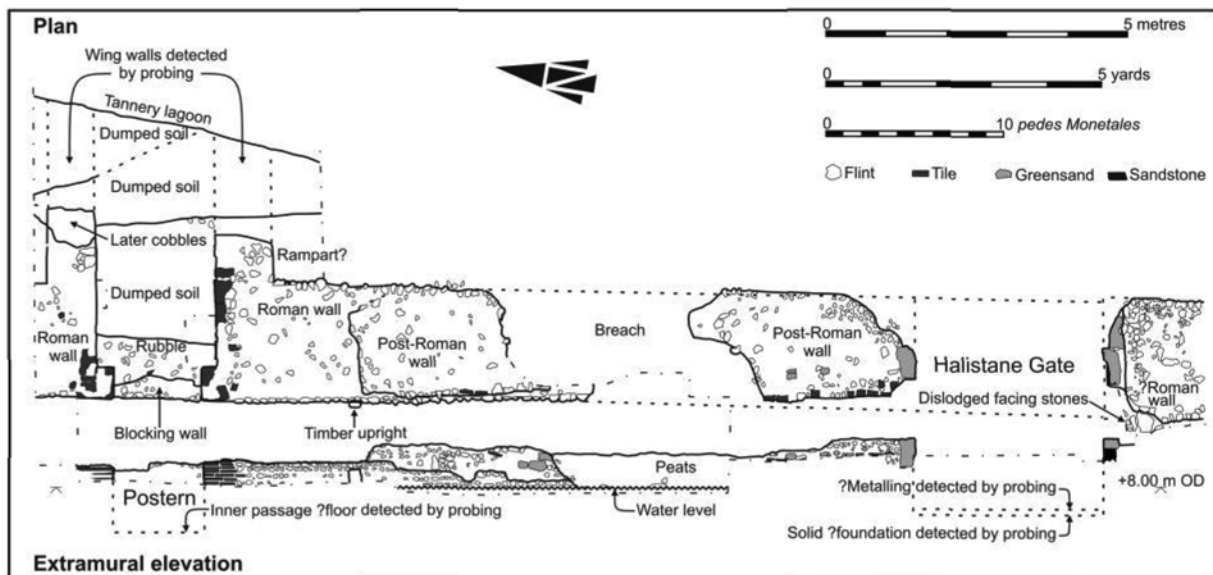 Plan
Wing walls detected
by probing
Tannery lagoon
Dumped soil
Dumped soil
Later cobbles
Rampart?
Dumped soil
Roman wall
Roman
wall
Rubble
Post-Roman
wall
Breach
Post-Roman
wall
Halistane Gate
?Roman
wall
Dislodged facing stones
Blocking wall
Timber upright
0 5 metres
0 5 yards
0 10 pedes Monetales
Flint Tile Greensand Sandstone
Peats
Postern
+8.00 m OD
?Metalling detected by probing
Inner passage ?floor detected by probing
Water level
Solid ?foundation detected by probing
Extramural elevation